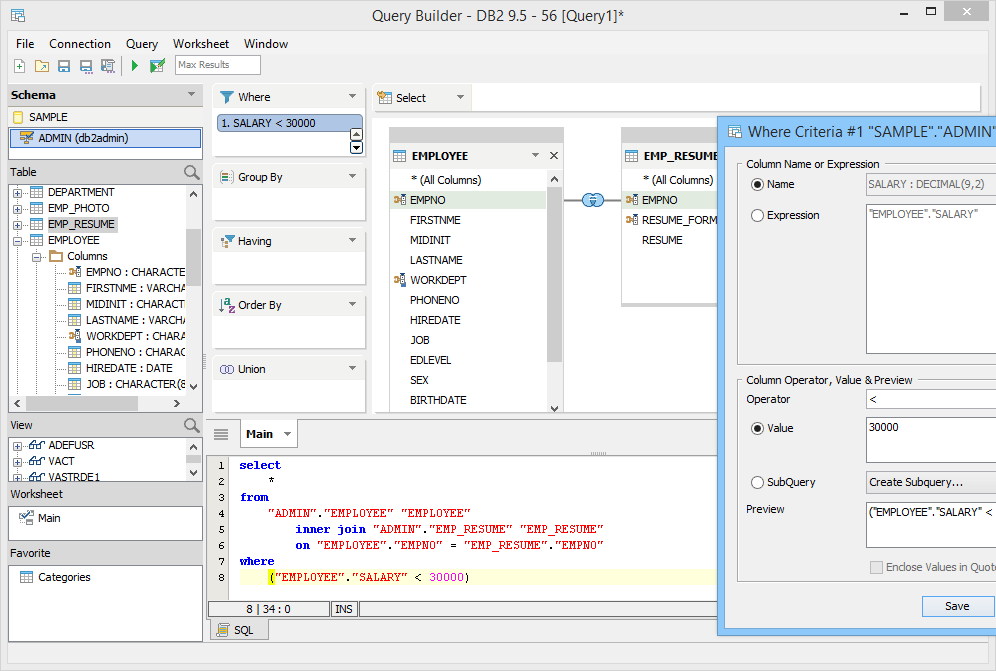 Query Builder - DB2 9.5 - 56 [Query1]*
File Connection Query Worksheet Window
Max Results
Schema
SAMPLE
ADMIN (db2admin)
Table
DEPARTMENT
EMP_PHOTO
EMP_RESUME
EMPLOYEE
Columns
EMPNO : CHARACTE
FIRSTNME : VARCHA
MIDINIT : CHARACT
LASTNAME : VARCHA
WORKDEPT : CHARA
PHONENO : CHARAC
HIREDATE : DATE
JOB : CHARACTER(8
View
ADEFUSR
VACT
VASTRDE1
Worksheet
Main
Favorite
Categories
Where
1. SALARY < 30000
Group By
Having
Order By
Union
Select
EMPLOYEE
* (All Columns)
EMPNO
FIRSTNME
MIDINIT
LASTNAME
WORKDEPT
PHONENO
HIREDATE
JOB
EDLEVEL
SEX
BIRTHDATE
EMP_RESUME
* (All Columns)
EMPNO
RESUME_FORM
RESUME
Main
1 select
2 *
3 from
4 "ADMIN"."EMPLOYEE" "EMPLOYEE"
5 inner join "ADMIN"."EMP_RESUME" "EMP_RESUME"
6 on "EMPLOYEE"."EMPNO" = "EMP_RESUME"."EMPNO"
7 where
8 ("EMPLOYEE"."SALARY" < 30000)
8 | 34 : 0 INS
SQL
Where Criteria #1 "SAMPLE"."ADMIN"
Column Name or Expression
Name SALARY : DECIMAL(9,2)
Expression "EMPLOYEE"."SALARY"
Column Operator, Value & Preview
Operator <
Value 30000
SubQuery Create Subquery...
Preview ("EMPLOYEE"."SALARY" <
Enclose Values in Quot
Save